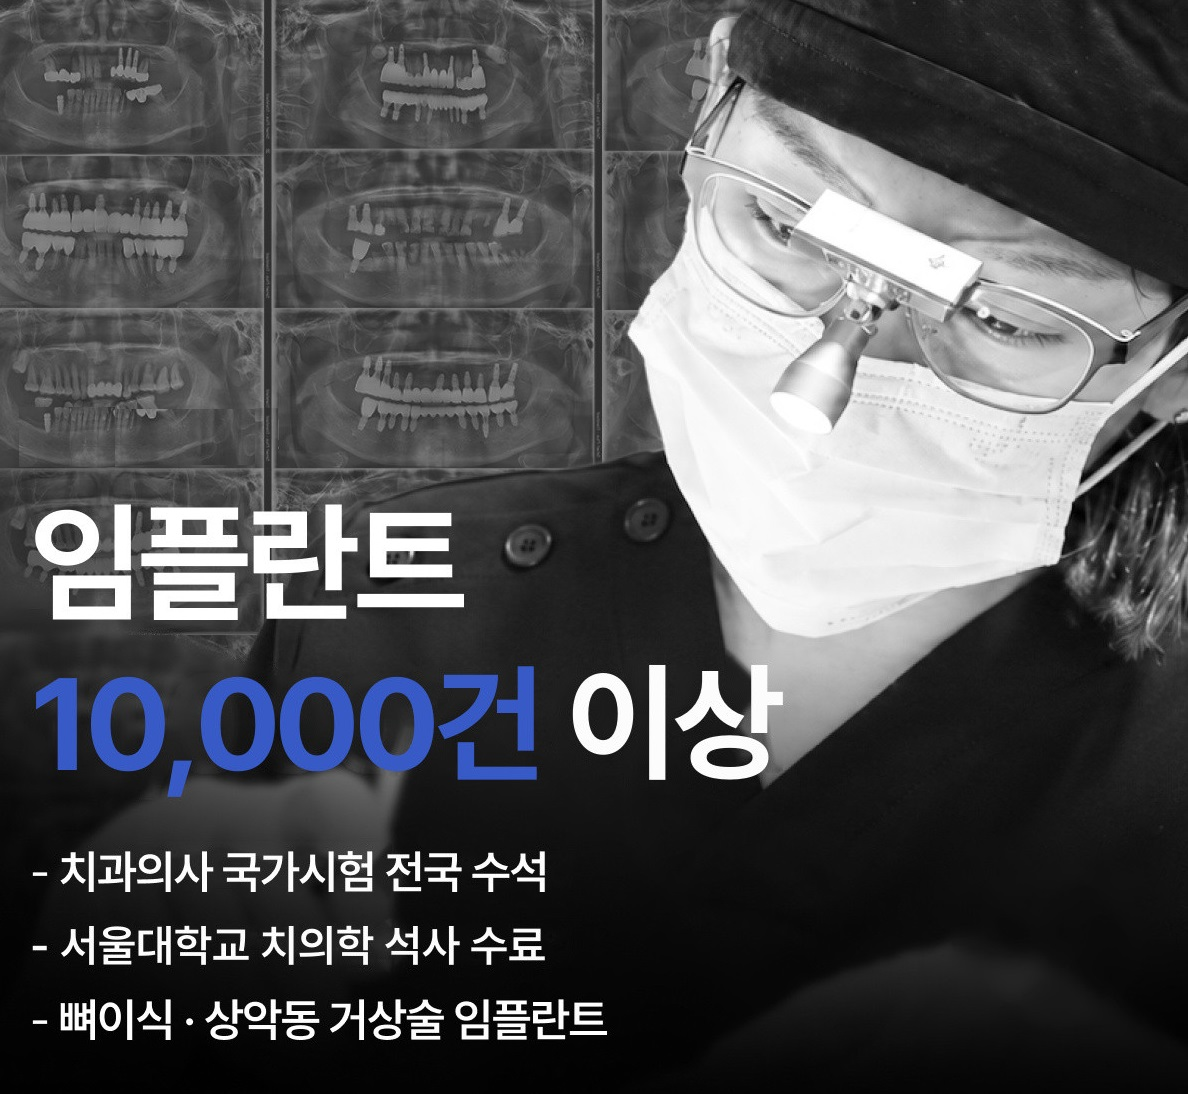 임플란트
10,000건 이상
- 치과의사 국가시험 전국 수석
- 서울대학교 치의학 석사 수료
- 뼈이식 · 상악동 거상술 임플란트